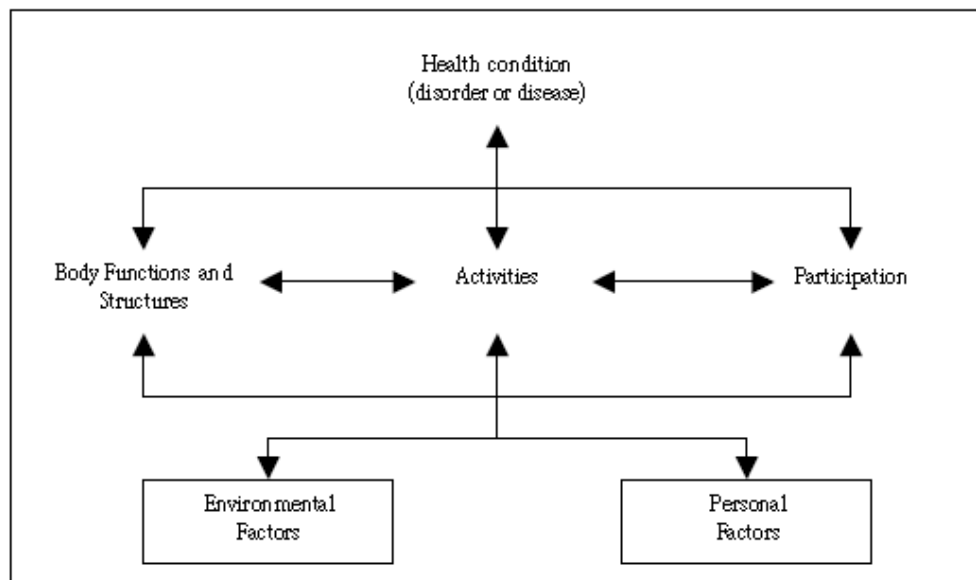 Health condition
(disorder or disease)
Body Functions and
Structures
Activities
Participation
Environmental
Factors
Personal
Factors